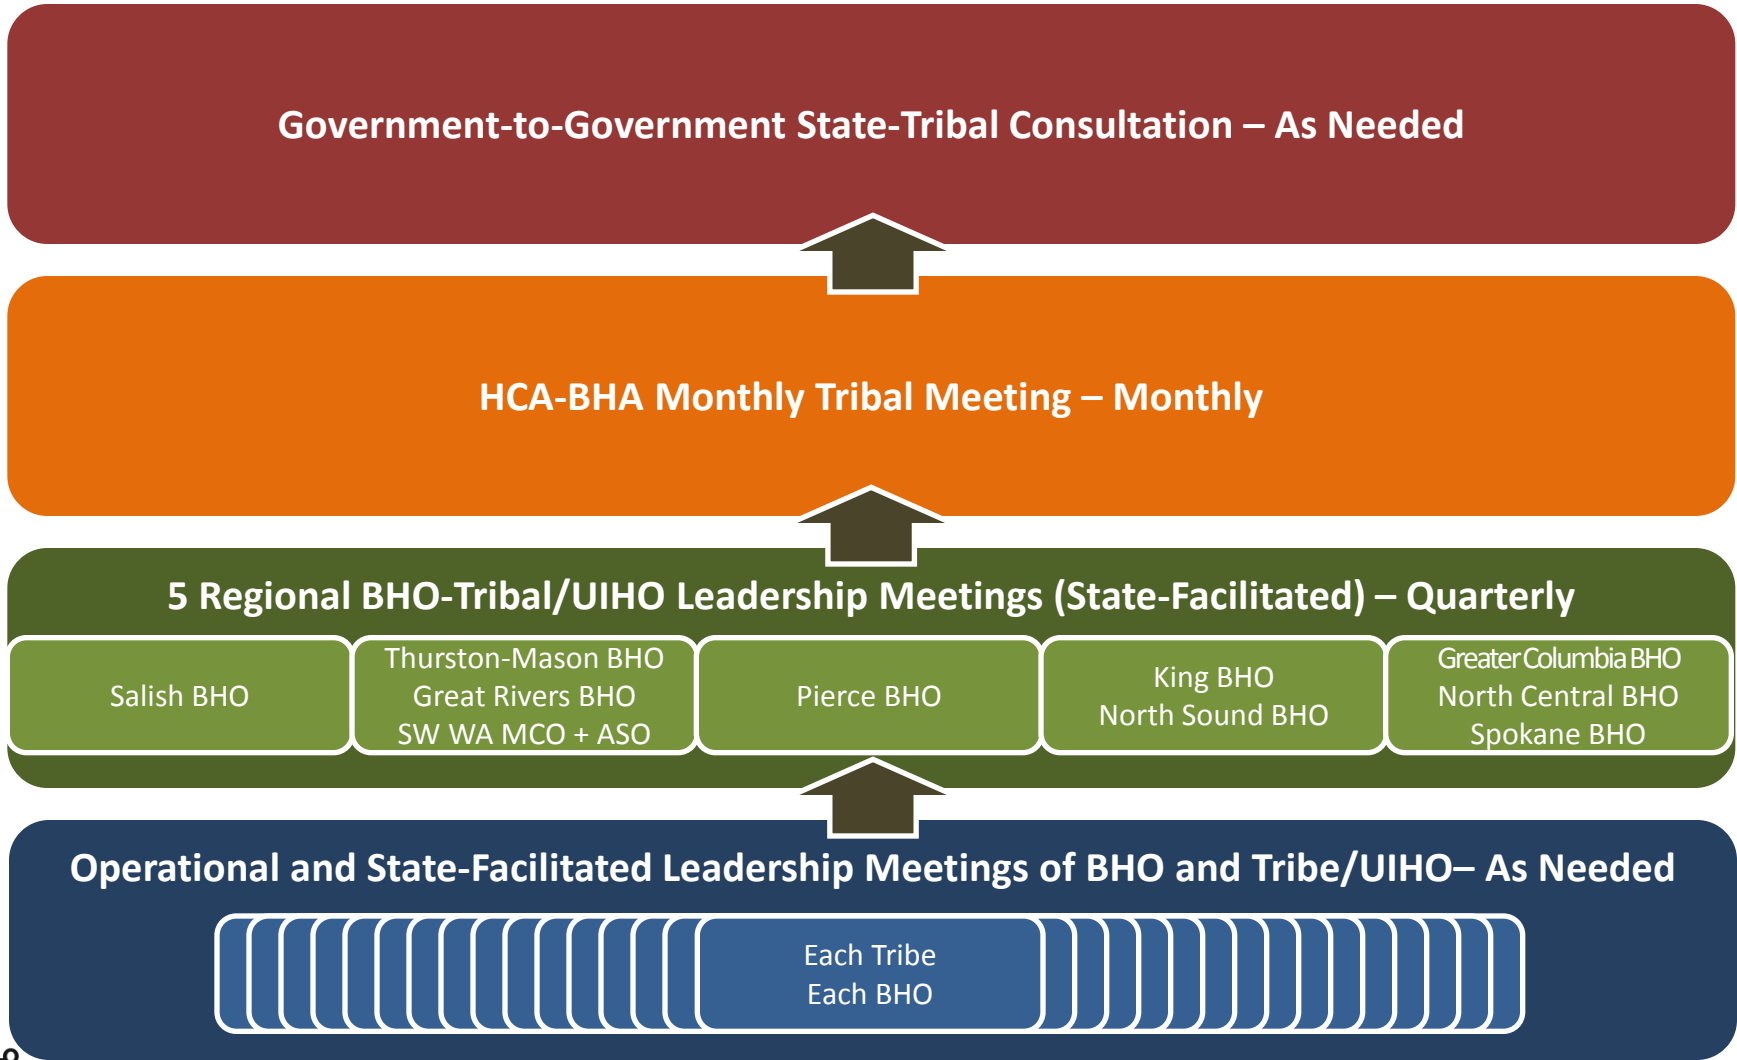 Government-to-Government State-Tribal Consultation – As Needed
HCA-BHA Monthly Tribal Meeting – Monthly
5 Regional BHO-Tribal/UIHO Leadership Meetings (State-Facilitated) – Quarterly
Salish BHO
Thurston-Mason BHO
Great Rivers BHO
SW WA MCO + ASO
Pierce BHO
King BHO
North Sound BHO
Greater Columbia BHO
North Central BHO
Spokane BHO
Operational and State-Facilitated Leadership Meetings of BHO and Tribe/UIHO– As Needed
Each Tribe
Each BHO